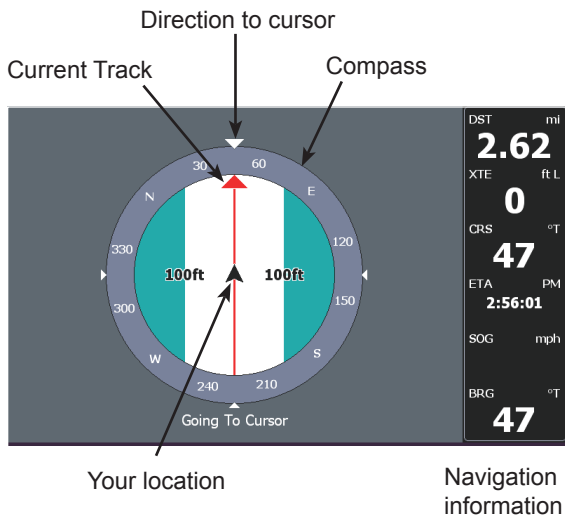 Direction to cursor
Current Track
Compass
30
60
N
E
330
120
100ft 100ft
300
150
W
S
240
210
Going To Cursor
DST mi
2.62
XTE ft L
0
CRS °T
47
ETA PM
2:56:01
SOG mph
BRG °T
47
Your location
Navigation
information